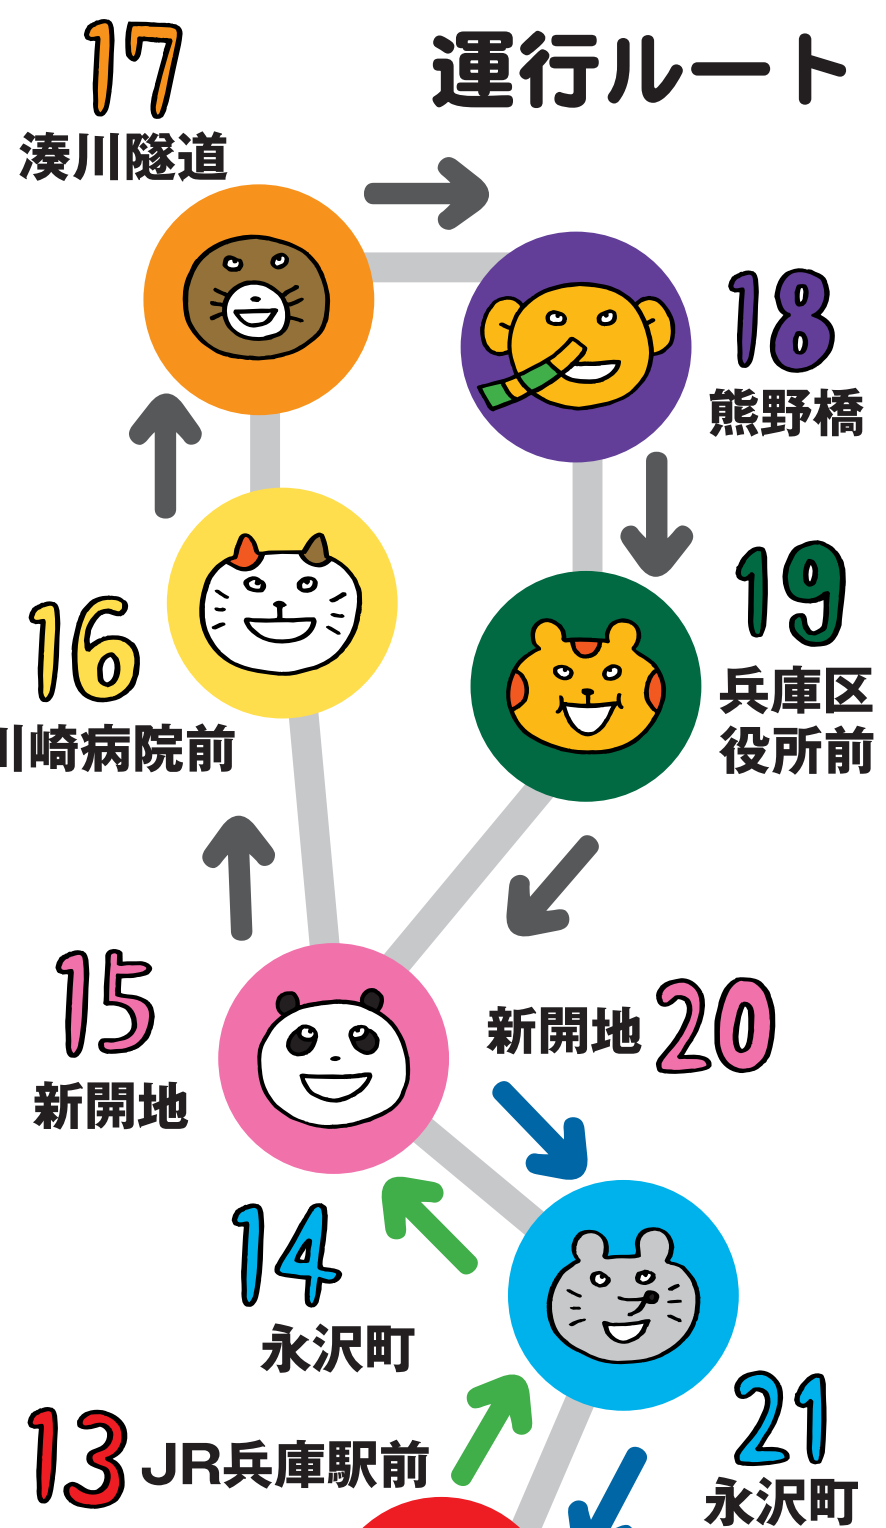 運行ルート
17
湊川隧道
18
熊野橋
19
兵庫区
役所前
16
川崎病院前
15
新開地
新開地 20
14
永沢町
13 JR兵庫駅前
21
永沢町